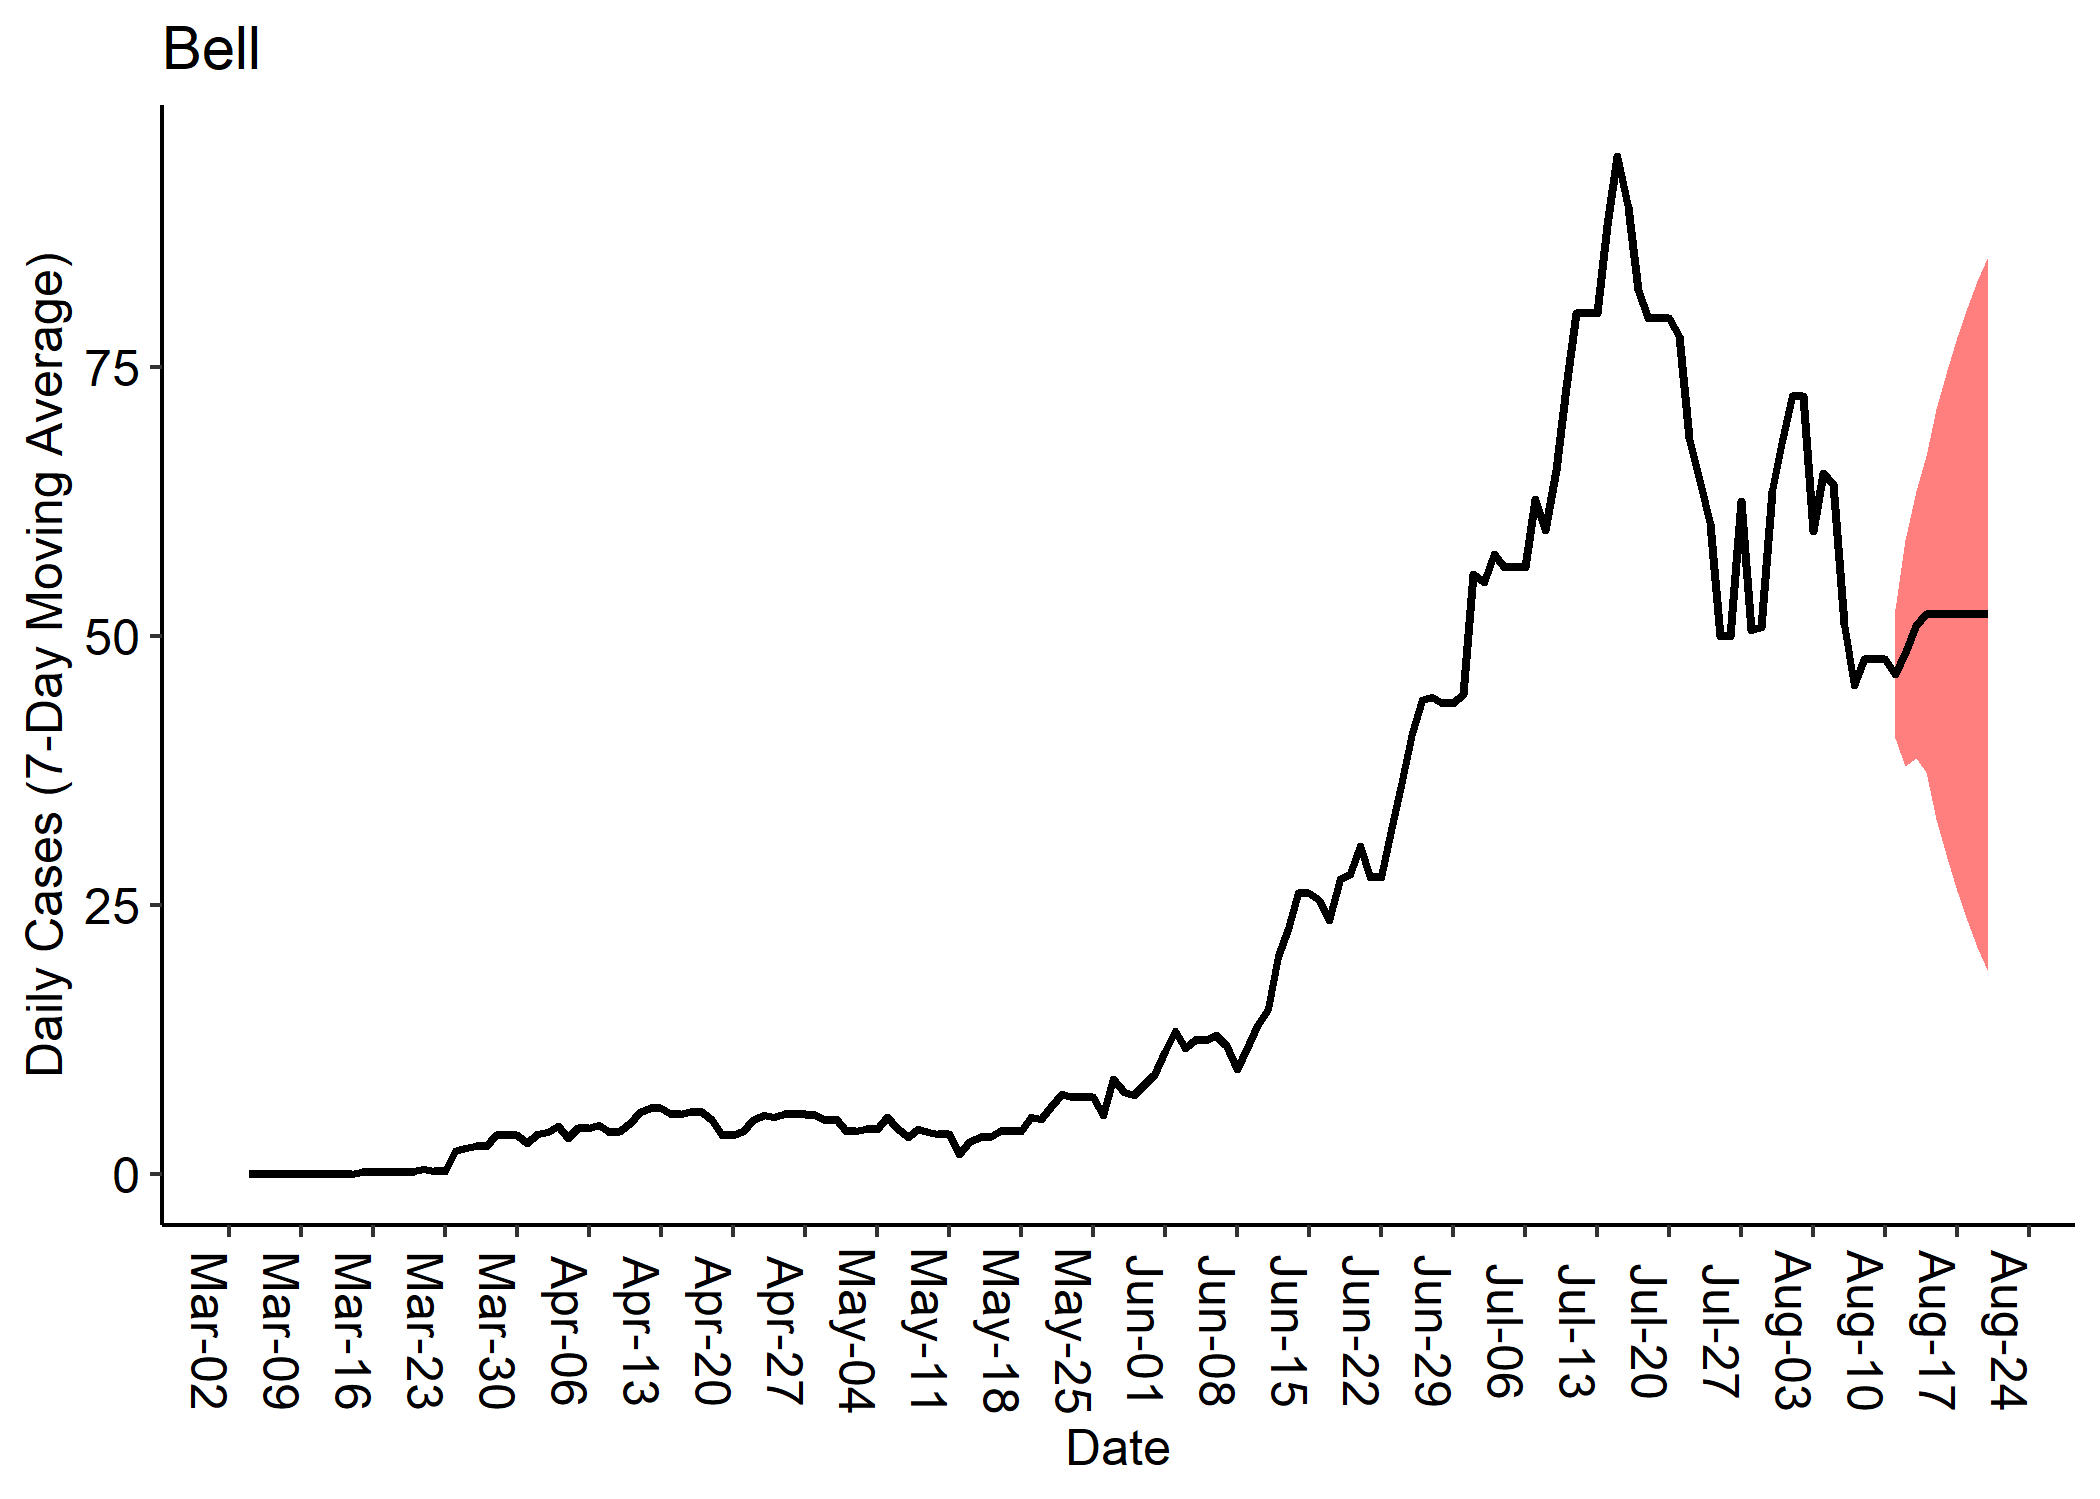 Bell
Daily Cases (7-Day Moving Average)
75
50
25
0
Mar-02
Mar-09
Mar-16
Mar-23
Mar-30
Apr-06
Apr-13
Apr-20
Apr-27
May-04
May-11
May-18
May-25
Jun-01
Jun-08
Jun-15
Jun-22
Jun-29
Jul-06
Jul-13
Jul-20
Jul-27
Aug-03
Aug-10
Aug-17
Aug-24
Date